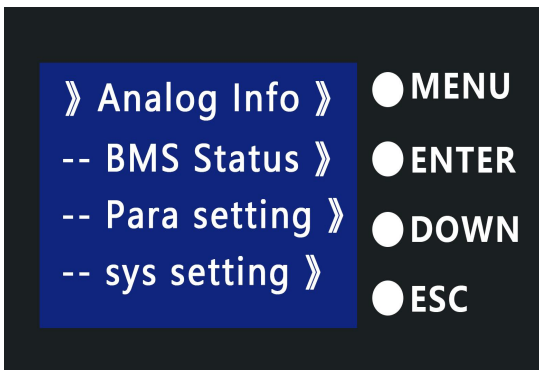 》 Analog Info 》
-- BMS Status 》
-- Para setting 》
-- sys setting 》
MENU
ENTER
DOWN
ESC